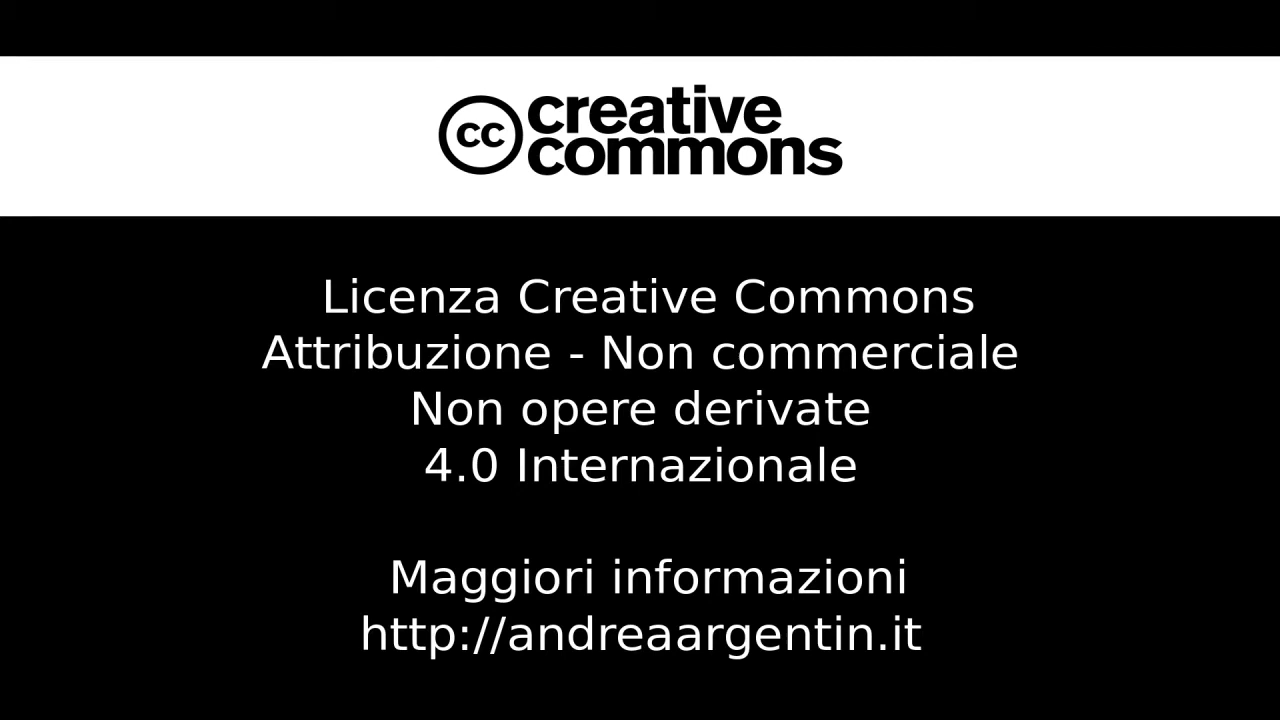 cc creative
commons
Licenza Creative Commons
Attribuzione - Non commerciale
Non opere derivate
4.0 Internazionale
Maggiori informazioni
http://andreaargentin.it